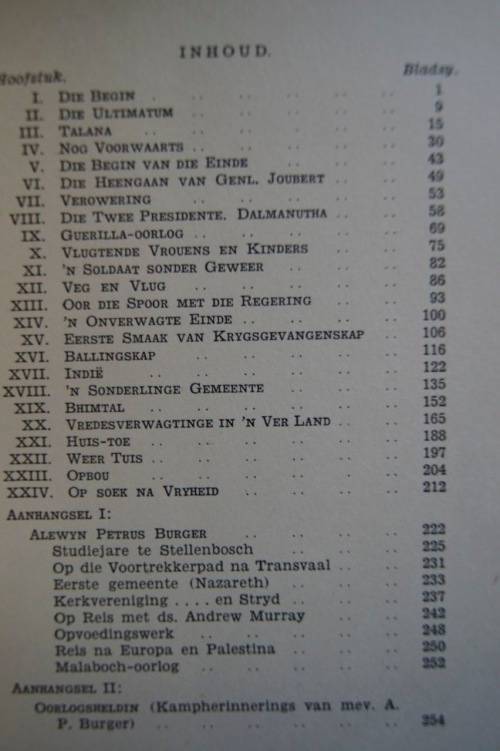 INHOUD.
Hoofstuk. Bladsy.
I. DIE BEGIN . .. .. .. .. .. 1
II. DIE ULTIMATUM .. .. .. .. .. 9
III. TALANA .. .. .. .. .. 15
IV. NOG VOORWAARTS .. .. .. .. 30
V. DIE BEGIN VAN DIE EINDE .. .. .. 43
VI. DIE HEENGAAN VAN GENL. JOUBERT .. .. 49
VII. VEROWERING .. .. .. .. .. 53
VIII. DIE TWEE PRESIDENTE. DALMANUTHA .. .. 58
IX. GUERILLA-OORLOG .. .. .. .. .. 69
X. VLUGTENDE VROUENS EN KINDERS .. .. 75
XI. 'N SOLDAAT SONDER GEWEER .. .. .. 82
XII. VEG EN VLUG .. .. .. .. .. 86
XIII. OOR DIE SPOOR MET DIE REGERING .. .. 93
XIV. 'N ONVERWAGTE EINDE .. .. .. .. 100
XV. EERSTE SMAAK VAN KRYGSGEVANGENSKAP .. 106
XVI. BALLINGSKAP .. .. .. .. 116
XVII. INDIË .. .. .. .. .. .. 122
XVIII. 'N SONDERLINGE GEMEENTE .. .. .. 135
XIX. BHIMTAL .. .. .. .. .. 152
XX. VREDESVERWAGTINGE IN 'N VER LAND .. .. 165
XXI. HUIS-TOE .. .. .. .. .. 188
XXII. WEER TUIS .. .. .. .. .. .. 197
XXIII. OPBOU .. .. .. .. .. .. 204
XXIV. OP SOEK NA VRYHEID .. .. .. .. 212
AANHANGSEL I:
ALEWYN PETRUS BURGER .. .. .. .. 222
Studiejare te Stellenbosch .. .. .. 225
Op die Voortrekkerpad na Transvaal .. .. 231
Eerste gemeente (Nazareth) .. .. .. 233
Kerkvereniging .... en Stryd .. .. .. 237
Op Reis met ds. Andrew Murray .. .. 242
Opvoedingswerk .. .. .. .. .. 248
Reis na Europa en Palestina .. .. .. 250
Malaboch-oorlog .. .. .. .. .. 252
AANHANGSEL II:
OORLOGSHELDIN (Kampherinnerings van mev. A.
P. Burger) .. .. .. .. .. .. 254